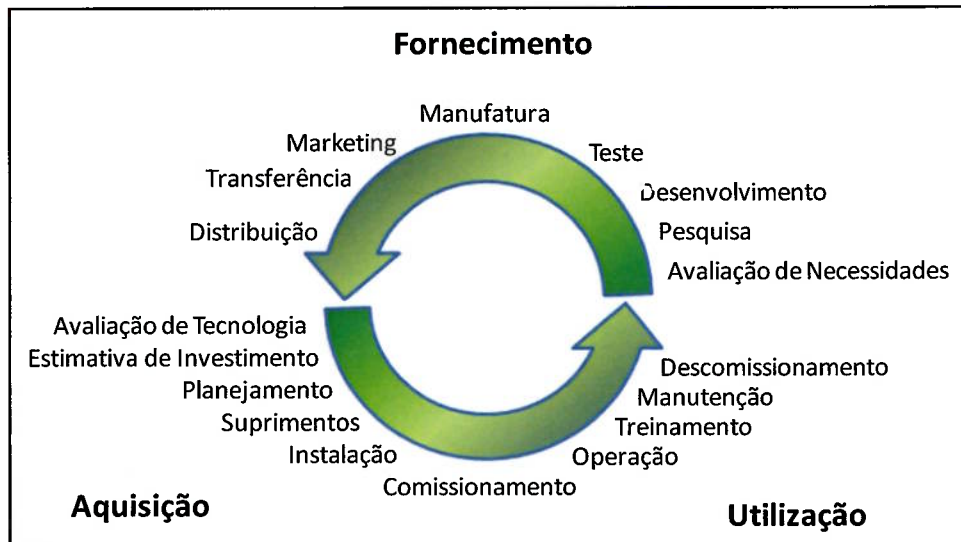 Fornecimento
Manufatura
Marketing
Teste
Transferência
Desenvolvimento
Distribuição
Pesquisa
Avaliação de Necessidades
Avaliação de Tecnologia
Estimativa de Investimento
Planejamento
Suprimentos
Instalação
Comissionamento
Descomissionamento
Manutenção
Treinamento
Operação
Aquisição
Utilização